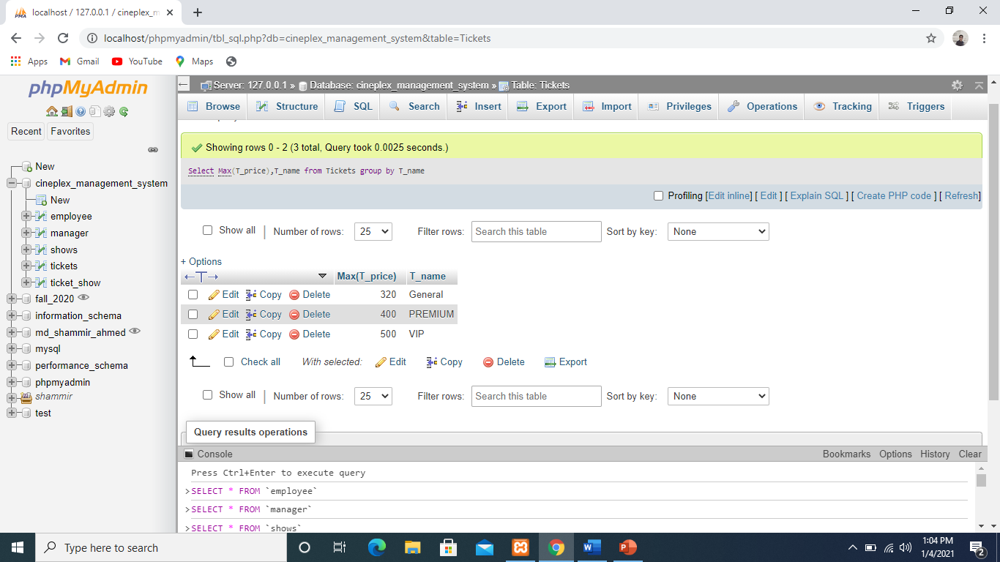 localhost / 127.0.0.1 / cineplex_m
localhost/phpmyadmin/tbl_sql.php?db=cineplex_management_system&table=Tickets
Apps Gmail YouTube Maps
phpMyAdmin
Recent Favorites
New
cineplex_management_system
New
employee
manager
shows
tickets
ticket_show
fall_2020
information_schema
md_shammir_ahmed
mysql
performance_schema
phpmyadmin
shammir
test
Server: 127.0.0.1 » Database: cineplex_management_system » Table: Tickets
Browse Structure SQL Search Insert Export Import Privileges Operations Tracking Triggers
Showing rows 0 - 2 (3 total, Query took 0.0025 seconds.)
Select Max(T_price),T_name from Tickets group by T_name
Profiling [Edit inline] [ Edit ] [ Explain SQL ] [ Create PHP code ] [ Refresh]
Show all | Number of rows: 25 Filter rows: Search this table Sort by key: None
+ Options
←T→ Max(T_price) T_name
Edit Copy Delete 320 General
Edit Copy Delete 400 PREMIUM
Edit Copy Delete 500 VIP
Check all With selected: Edit Copy Delete Export
Show all | Number of rows: 25 Filter rows: Search this table Sort by key: None
Query results operations
Console Bookmarks Options History Clear
Press Ctrl+Enter to execute query
>SELECT * FROM `employee`
>SELECT * FROM `manager`
>SELECT * FROM `shows`
Type here to search
1:04 PM
1/4/2021
2